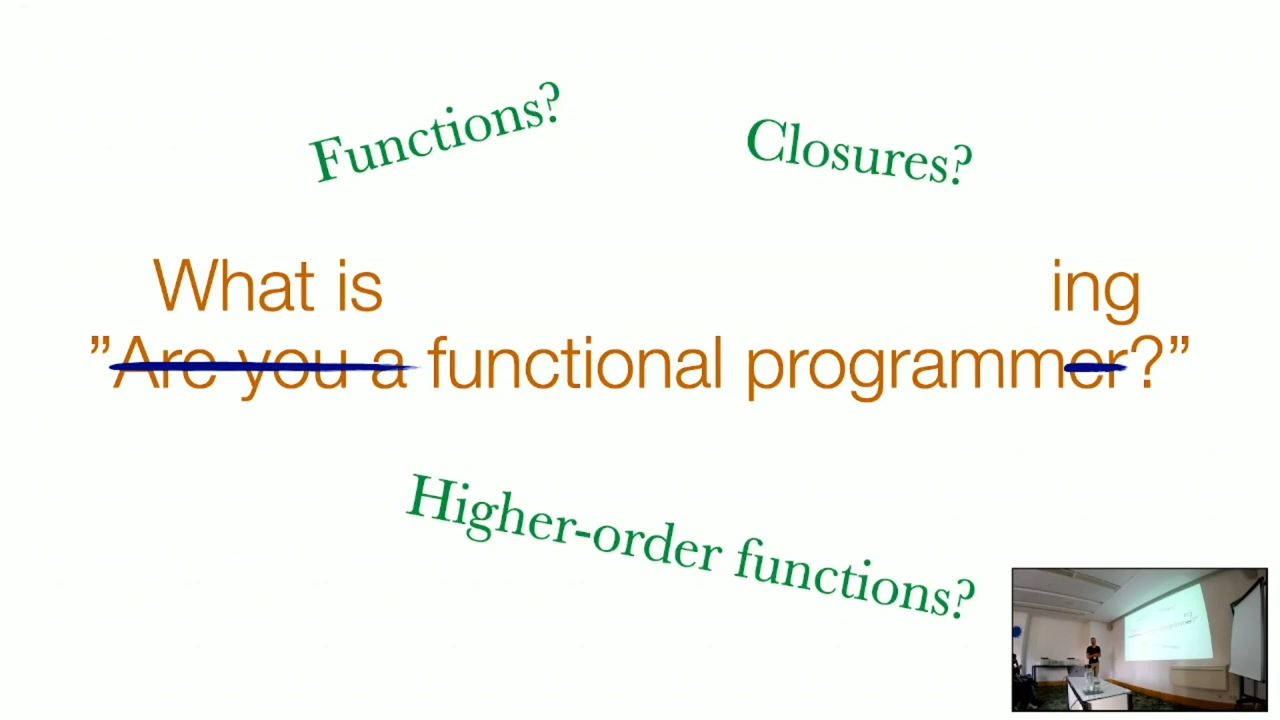 Functions?
Closures?
What is ing
”Are you a functional programmer?”
Higher-order functions?